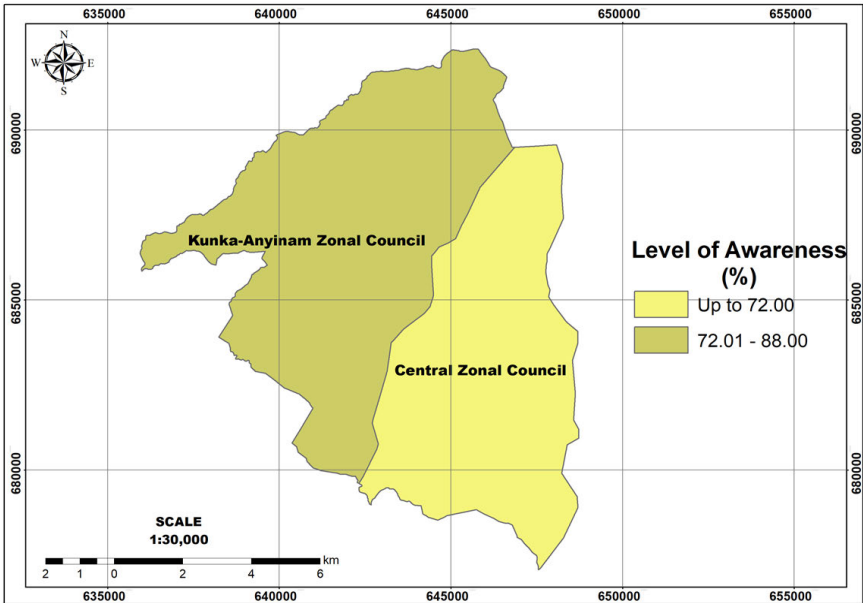 635000 640000 645000 650000 655000
N
W E
S
690000 690000
Kunka-Anyinam Zonal Council
Level of Awareness
(%)
685000 685000
Up to 72.00
72.01 - 88.00
Central Zonal Council
680000 680000
SCALE
1:30,000
km
2 1 0 2 4 6
635000 640000 645000 650000 655000